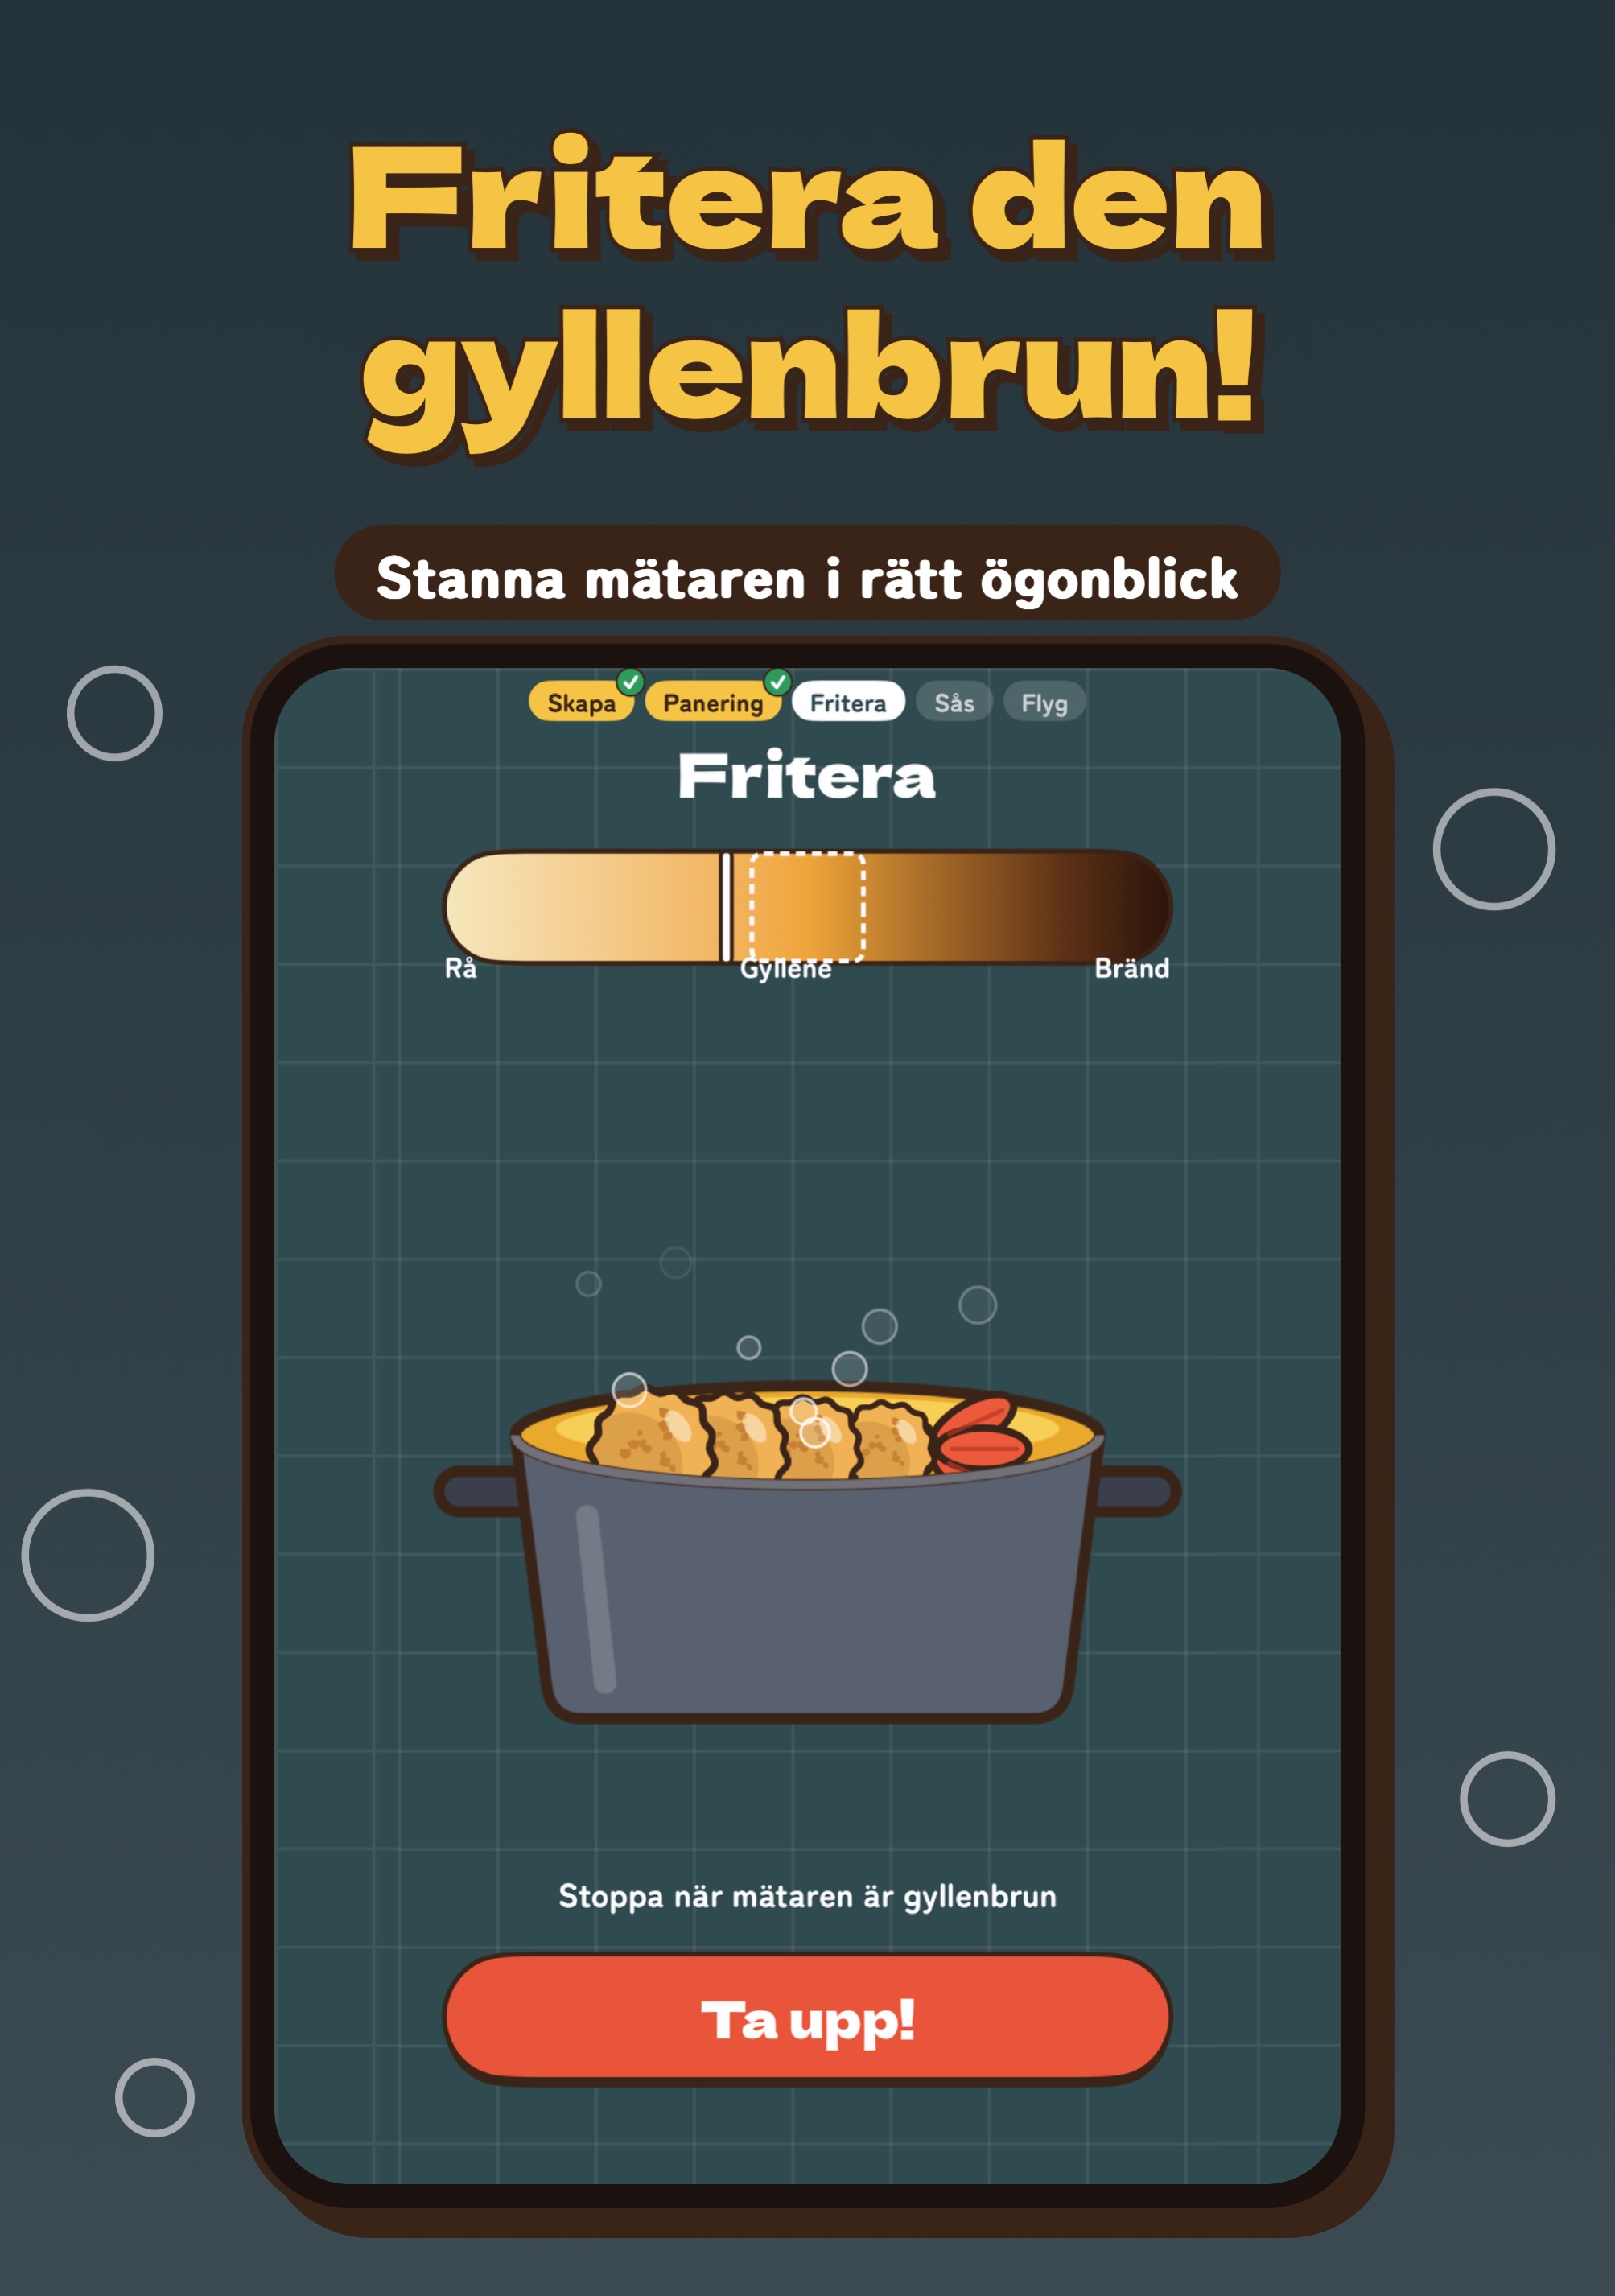 Fritera den
gyllenbrun!
Stanna mätaren i rätt ögonblick
Skapa Panering Fritera Sås Flyg
Fritera
Rå Gyllene Bränd
Stoppa när mätaren är gyllenbrun
Ta upp!